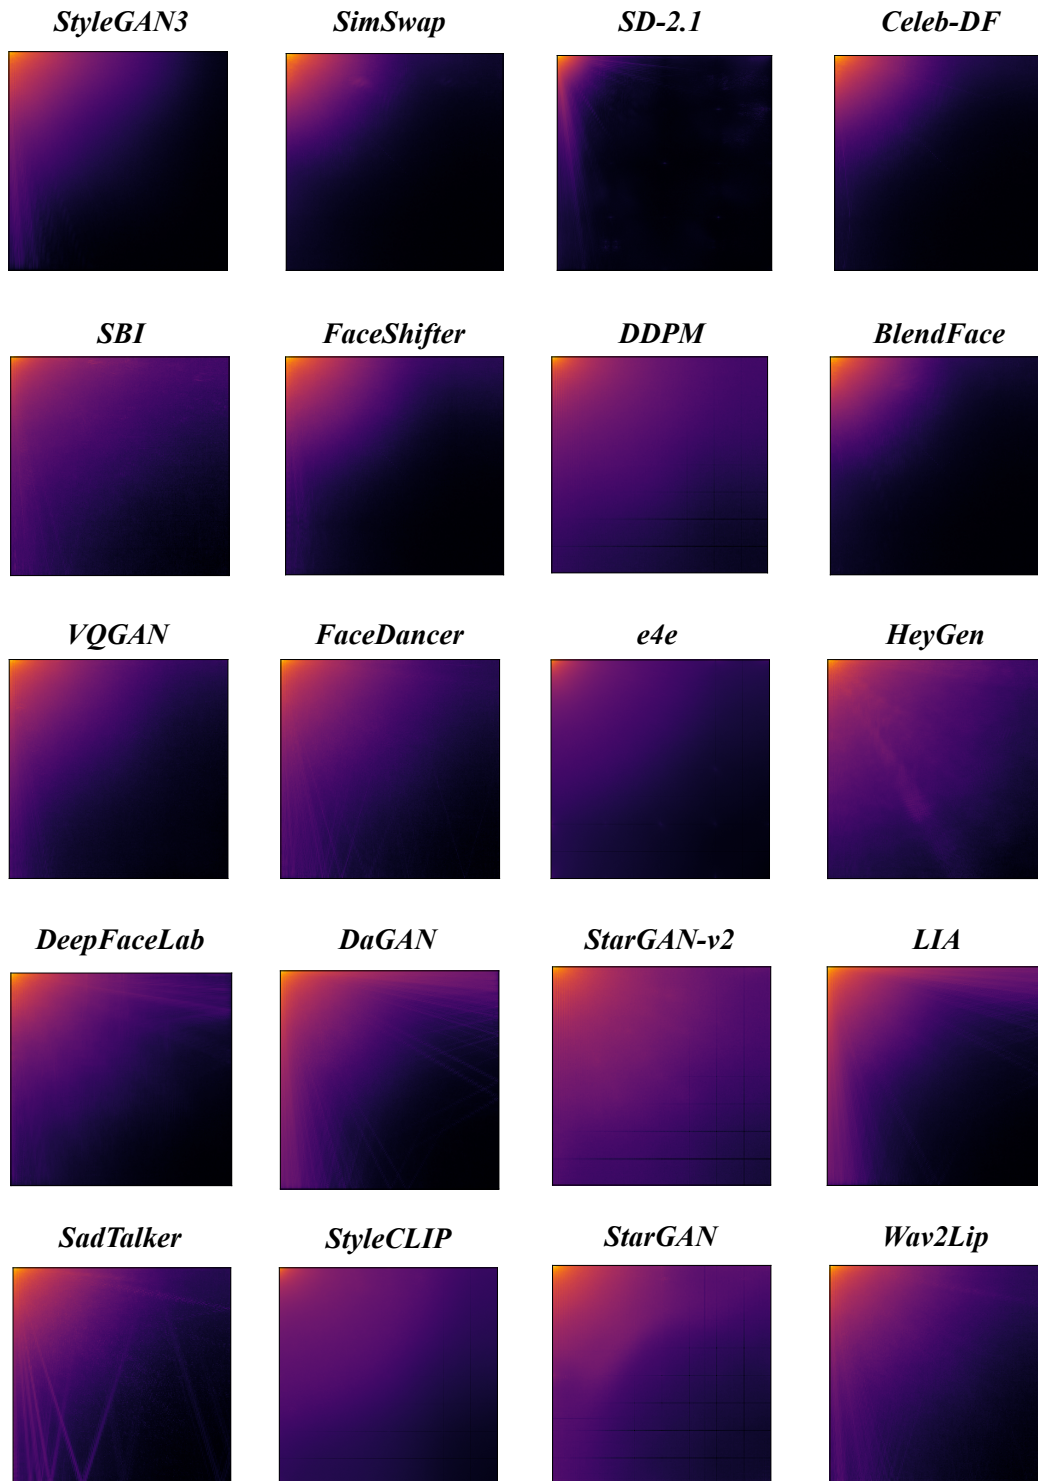 StyleGAN3 SimSwap SD-2.1 Celeb-DF
SBI FaceShifter DDPM BlendFace
VQGAN FaceDancer e4e HeyGen
DeepFaceLab DaGAN StarGAN-v2 LIA
SadTalker StyleCLIP StarGAN Wav2Lip